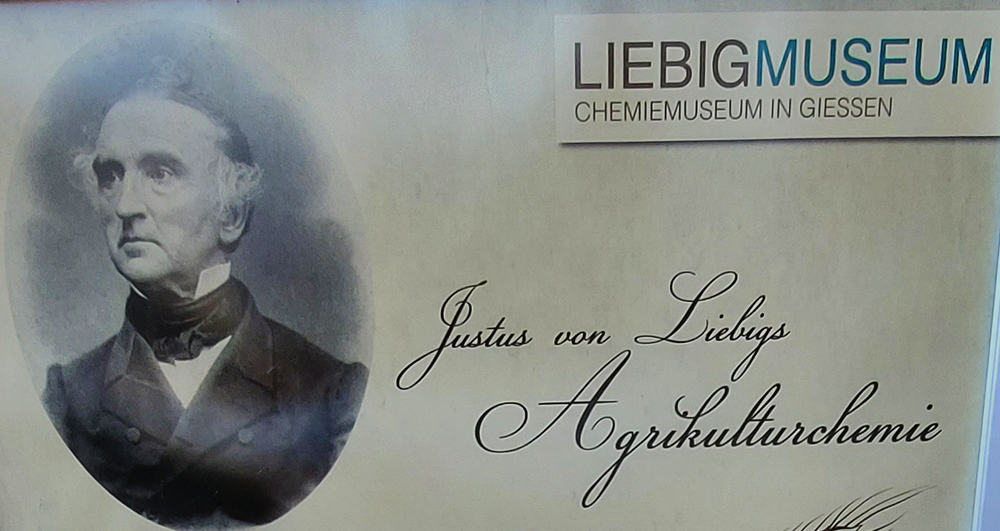 LIEBIGMUSEUM
CHEMIEMUSEUM IN GIESSEN
Justus von Liebigs
Agrikulturchemie